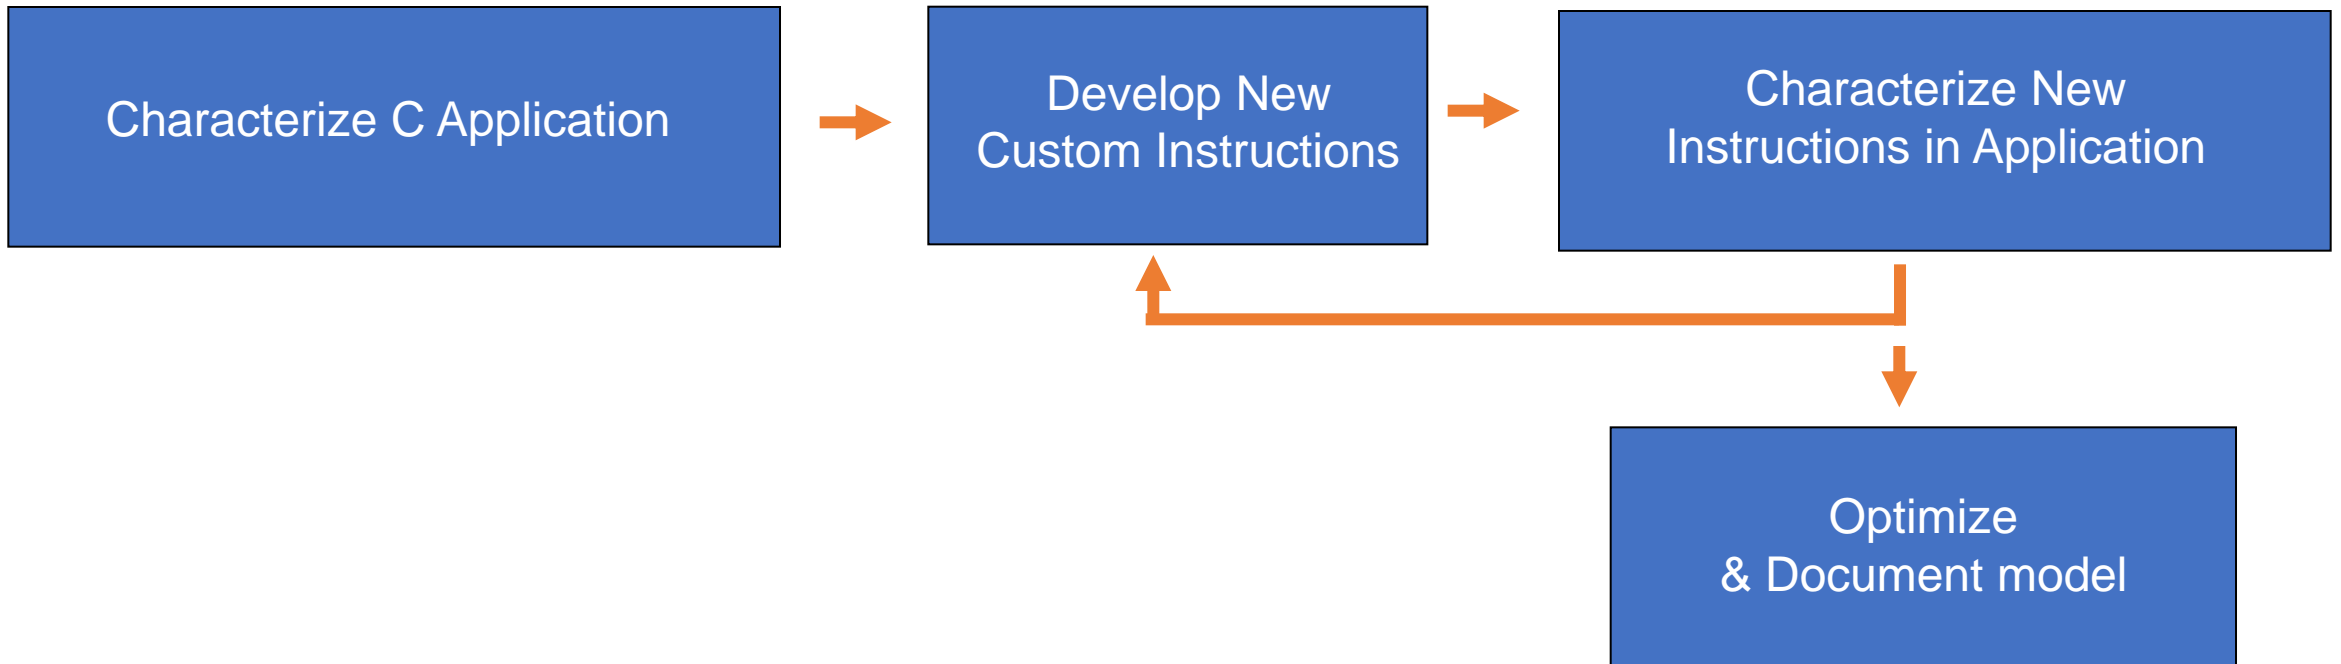 Characterize C Application
Develop New
Custom Instructions
Characterize New
Instructions in Application
Optimize
& Document model